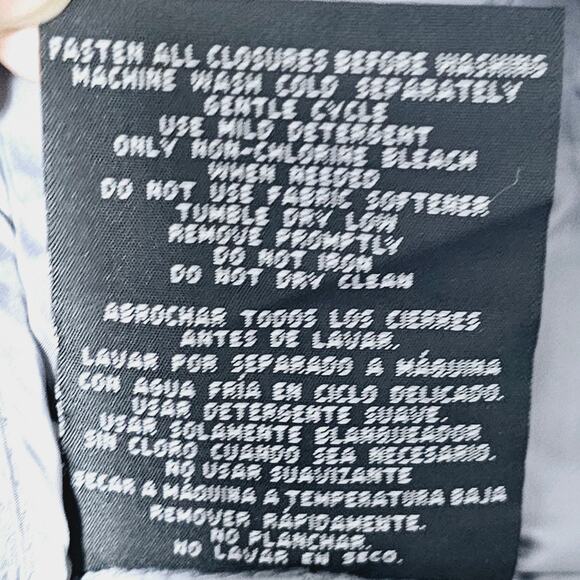 FASTEN ALL CLOSURES BEFORE WASHING
MACHINE WASH COLD SEPARATELY
GENTLE CYCLE
USE MILD DETERGENT
ONLY NON-CHLORINE BLEACH
WHEN NEEDED
DO NOT USE FABRIC SOFTENER
TUMBLE DRY LOW
REMOVE PROMPTLY
DO NOT IRON
DO NOT DRY CLEAN
ABROCHAR TODOS LOS CIERRES
ANTES DE LAVAR.
LAVAR POR SEPARADO A MÁQUINA
CON AGUA FRÍA EN CICLO DELICADO.
USAR DETERGENTE SUAVE.
USAR SOLAMENTE BLANQUEADOR
SIN CLORO CUANDO SEA NECESARIO.
NO USAR SUAVIZANTE
SECAR A MÁQUINA A TEMPERATURA BAJA
REMOVER RÁPIDAMENTE.
NO PLANCHAR.
NO LAVAR EN SECO.